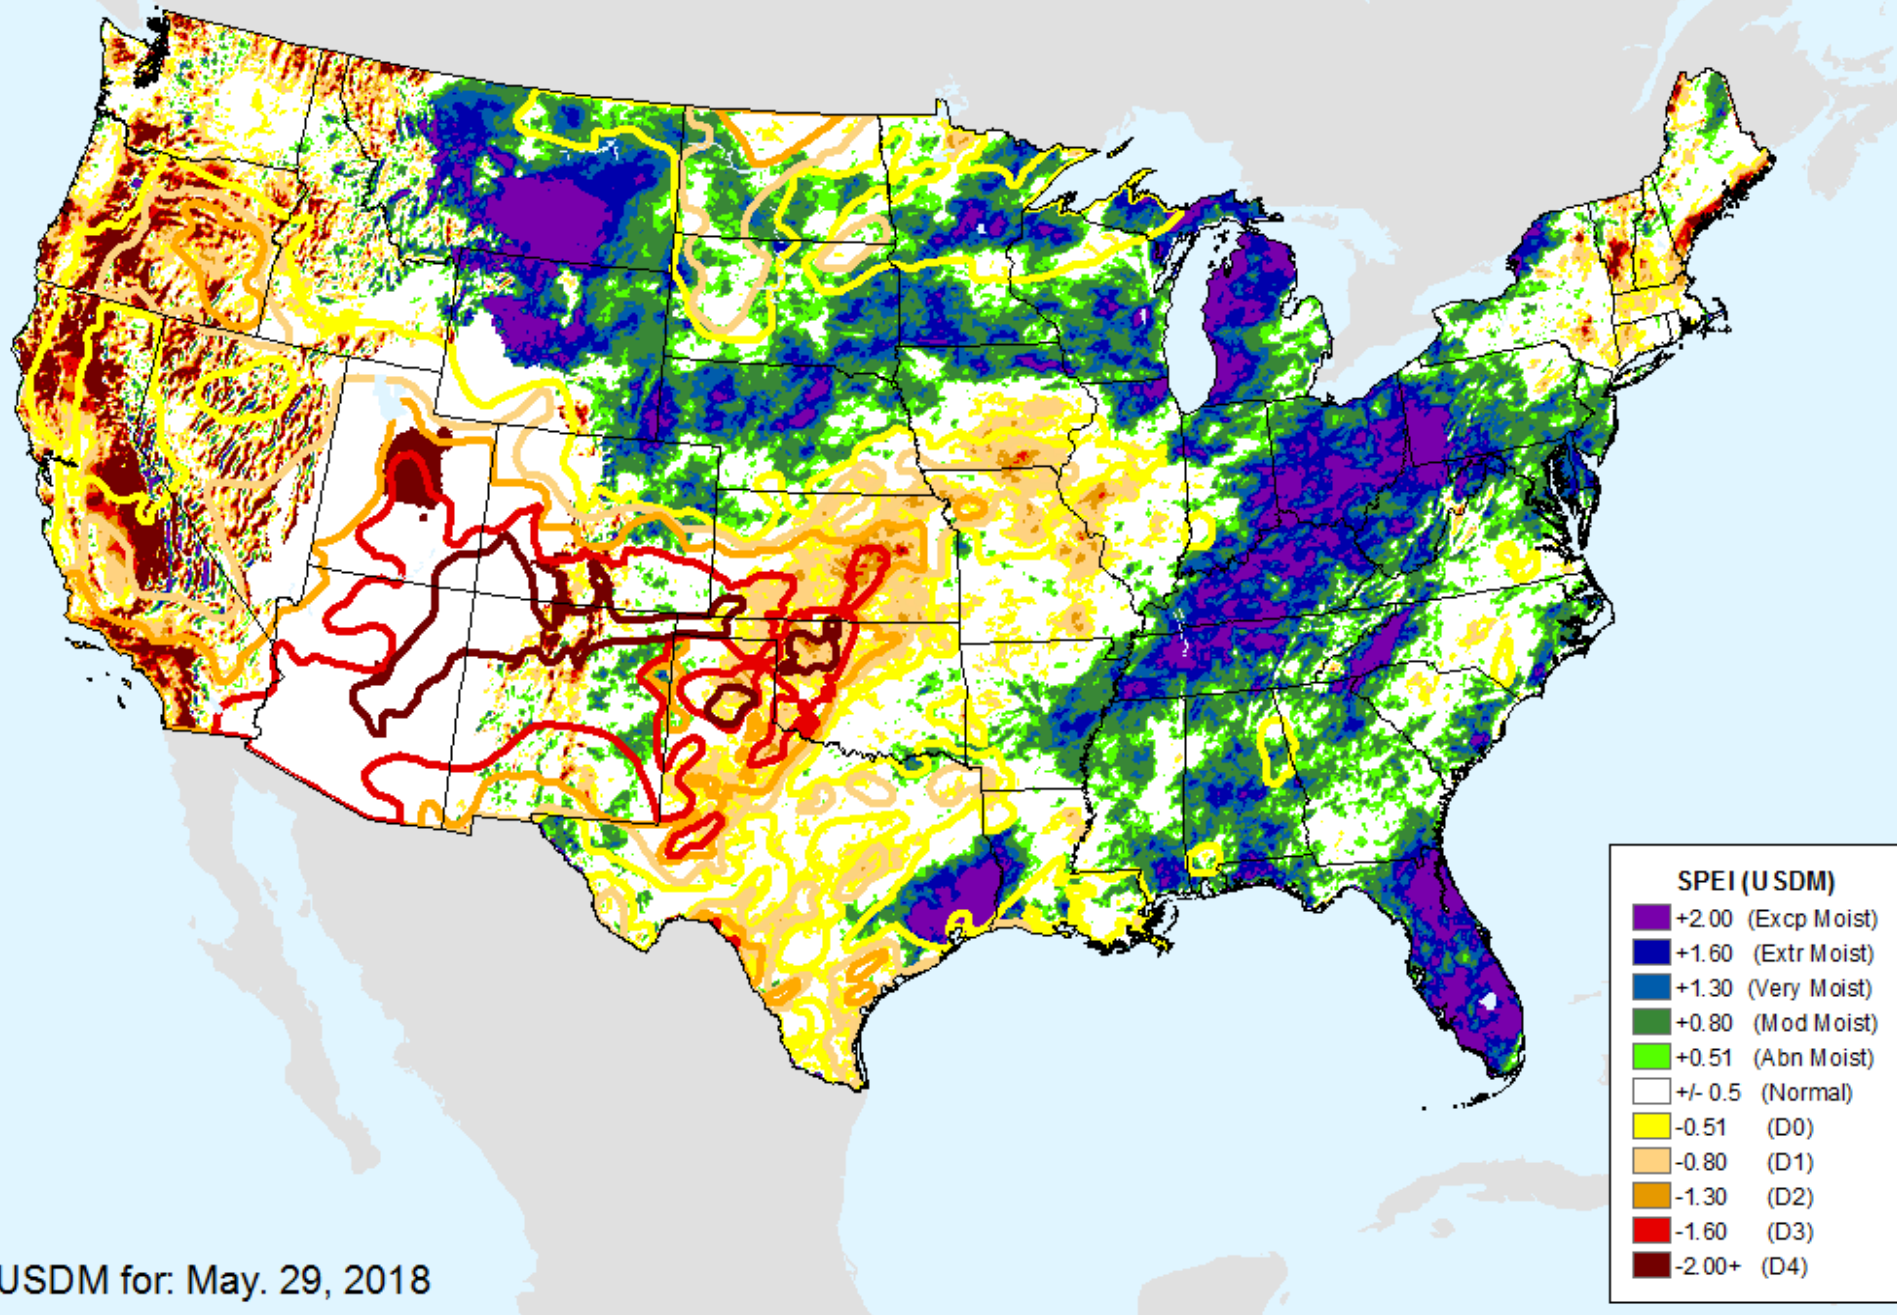 SPEI (USDM)
+2.00 (Excp Moist)
+1.60 (Extr Moist)
+1.30 (Very Moist)
+0.80 (Mod Moist)
+0.51 (Abn Moist)
+/- 0.5 (Normal)
-0.51 (D0)
-0.80 (D1)
-1.30 (D2)
-1.60 (D3)
-2.00+ (D4)
USDM for: May. 29, 2018